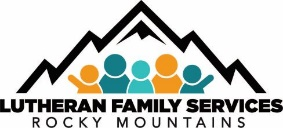 LUTHERAN FAMILY SERVICES
ROCKY MOUNTAINS